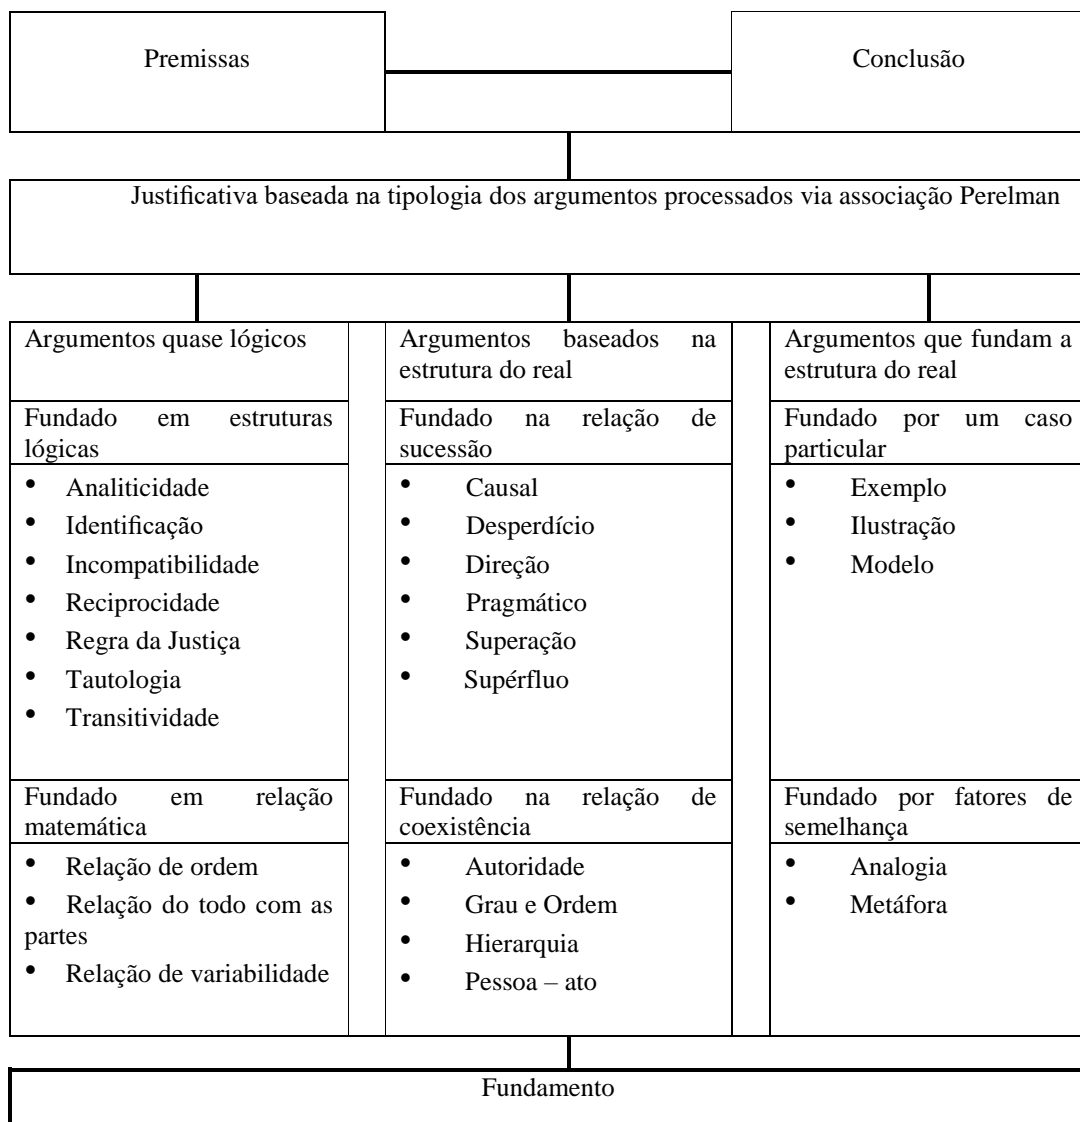 Premissas
Conclusão
Justificativa baseada na tipologia dos argumentos processados via associação Perelman
Argumentos quase lógicos
Argumentos baseados na
estrutura do real
Argumentos que fundam a
estrutura do real
Fundado em estruturas
lógicas
Fundado na relação de
sucessão
Fundado por um caso
particular
• Analiticidade
• Identificação
• Incompatibilidade
• Reciprocidade
• Regra da Justiça
• Tautologia
• Transitividade
• Causal
• Desperdício
• Direção
• Pragmático
• Superação
• Supérfluo
• Exemplo
• Ilustração
• Modelo
Fundado em relação
matemática
Fundado na relação de
coexistência
Fundado por fatores de
semelhança
• Relação de ordem
• Relação do todo com as
partes
• Relação de variabilidade
• Autoridade
• Grau e Ordem
• Hierarquia
• Pessoa – ato
• Analogia
• Metáfora
Fundamento